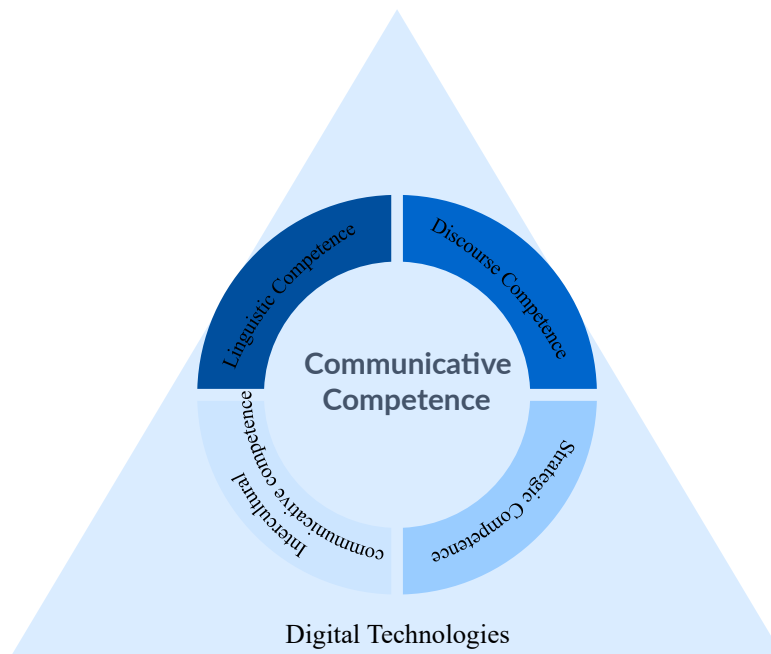 Linguistic Competence
Discourse Competence
Communicative
Competence
Intercultural
communicative competence
Strategic Competence
Digital Technologies